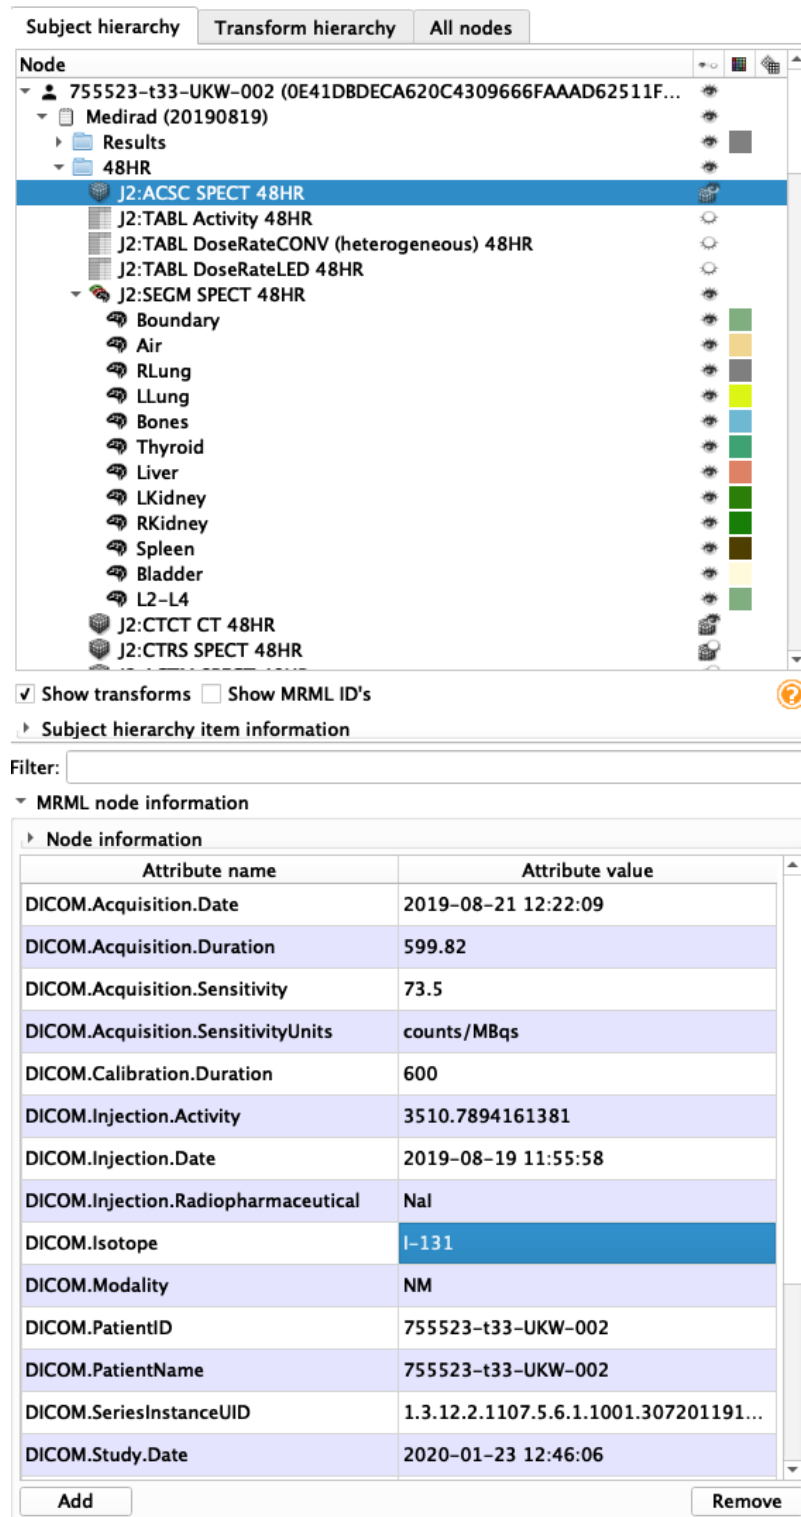 Subject hierarchy Transform hierarchy All nodes
Node
755523-t33-UKW-002 (0E41DBDECA620C4309666FAAAD62511F...
Medirad (20190819)
Results
48HR
J2:ACSC SPECT 48HR
J2:TABL Activity 48HR
J2:TABL DoseRateCONV (heterogeneous) 48HR
J2:TABL DoseRateLED 48HR
J2:SEGM SPECT 48HR
Boundary
Air
RLung
LLung
Bones
Thyroid
Liver
LKidney
RKidney
Spleen
Bladder
L2-L4
J2:CTCT CT 48HR
J2:CTRS SPECT 48HR
Show transforms Show MRML ID's ?
Subject hierarchy item information
Filter:
MRML node information
Node information
Attribute name Attribute value
DICOM.Acquisition.Date 2019-08-21 12:22:09
DICOM.Acquisition.Duration 599.82
DICOM.Acquisition.Sensitivity 73.5
DICOM.Acquisition.SensitivityUnits counts/MBqs
DICOM.Calibration.Duration 600
DICOM.Injection.Activity 3510.7894161381
DICOM.Injection.Date 2019-08-19 11:55:58
DICOM.Injection.Radiopharmaceutical NaI
DICOM.Isotope I-131
DICOM.Modality NM
DICOM.PatientID 755523-t33-UKW-002
DICOM.PatientName 755523-t33-UKW-002
DICOM.SeriesInstanceUID 1.3.12.2.1107.5.6.1.1001.307201191...
DICOM.Study.Date 2020-01-23 12:46:06
Add Remove